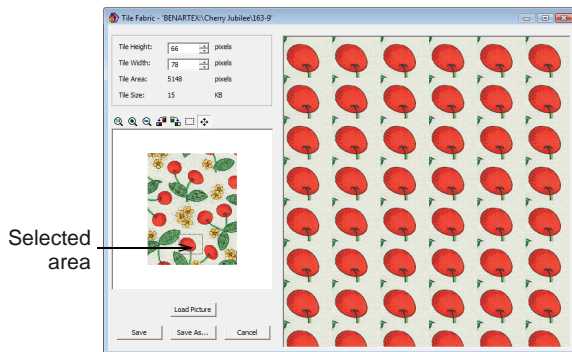 Tile Fabric - 'BENARTEX\Cherry Jubilee\163-9'
Tile Height: 66 pixels
Tile Width: 78 pixels
Tile Area: 5148 pixels
Tile Size: 15 KB
Selected
area
Load Picture
Save Save As... Cancel